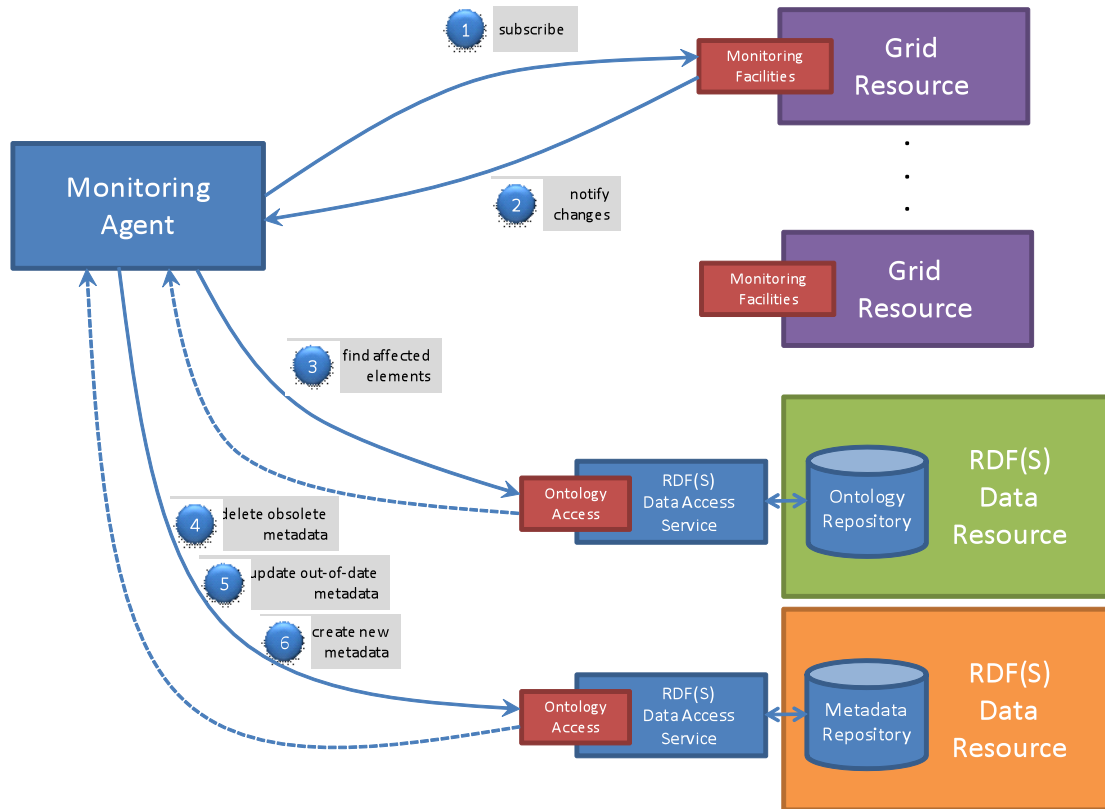 1
subscribe
Monitoring
Facilities
Grid
Resource
Monitoring
Agent
2
notify
changes
Monitoring
Facilities
Grid
Resource
3
find affected
elements
Ontology
Access
RDF(S)
Data Access
Service
Ontology
Repository
RDF(S)
Data
Resource
4
delete obsolete
metadata
5
update out-of-date
metadata
6
create new
metadata
Ontology
Access
RDF(S)
Data Access
Service
Metadata
Repository
RDF(S)
Data
Resource